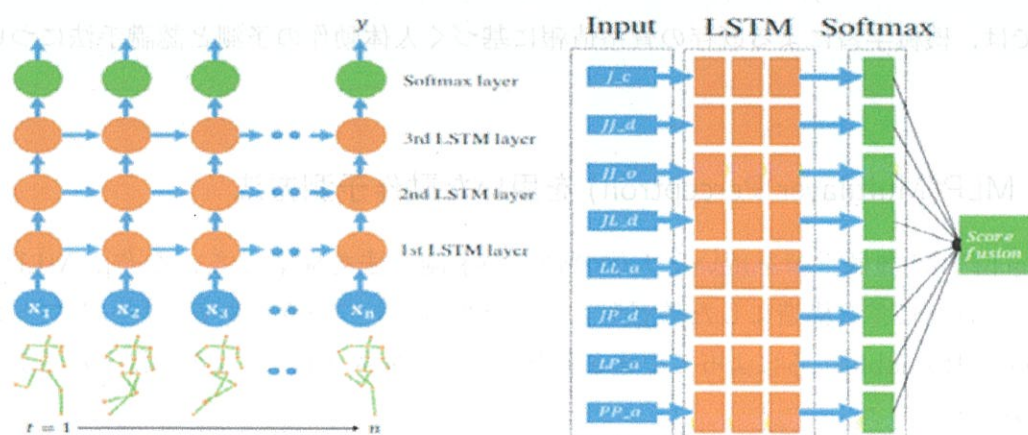 y
Softmax layer
3rd LSTM layer
2nd LSTM layer
1st LSTM layer
x₁ x₂ x₃ xₙ
t = 1 n
Input LSTM Softmax
J_c
JJ_d
JJ_o
JL_d
LL_a
JP_d
LP_a
PP_a
Score
fusion